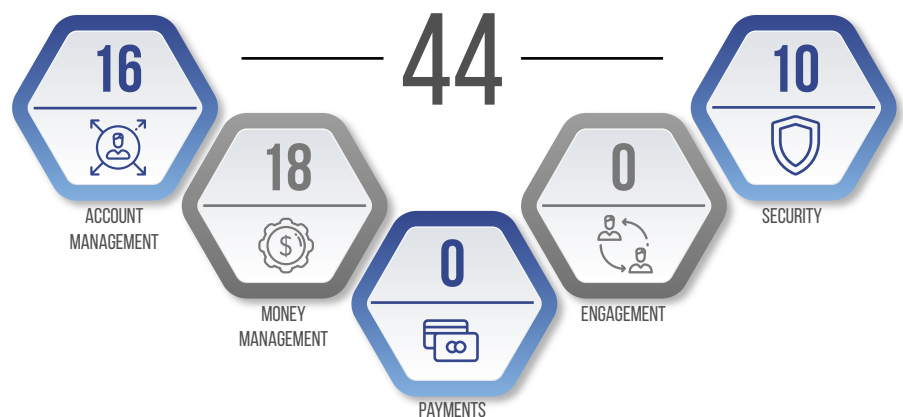 44
16
ACCOUNT
MANAGEMENT
18
$
MONEY
MANAGEMENT
0
PAYMENTS
0
ENGAGEMENT
10
SECURITY